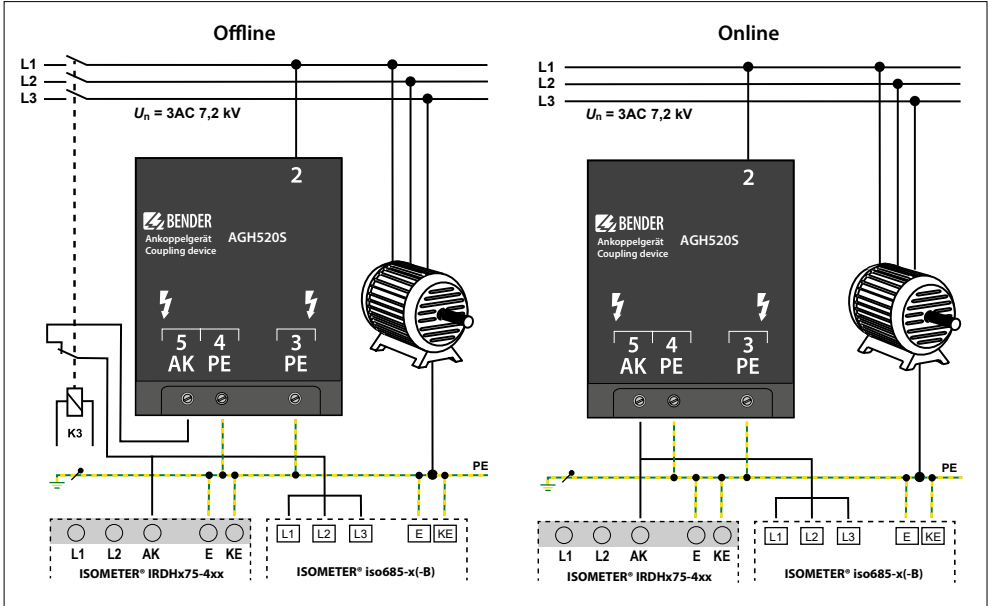 Offline
L1
L2
L3
Un = 3AC 7,2 kV
2
BENDER
Ankoppelgerät
Coupling device
AGH520S
5 4 3
AK PE PE
K3
PE
L1 L2 AK E KE
ISOMETER® IRDHx75-4xx
L1 L2 L3 E KE
ISOMETER® iso685-x(-B)
Online
L1
L2
L3
Un = 3AC 7,2 kV
2
BENDER
Ankoppelgerät
Coupling device
AGH520S
5 4 3
AK PE PE
PE
L1 L2 AK E KE
ISOMETER® IRDHx75-4xx
L1 L2 L3 E KE
ISOMETER® iso685-x(-B)